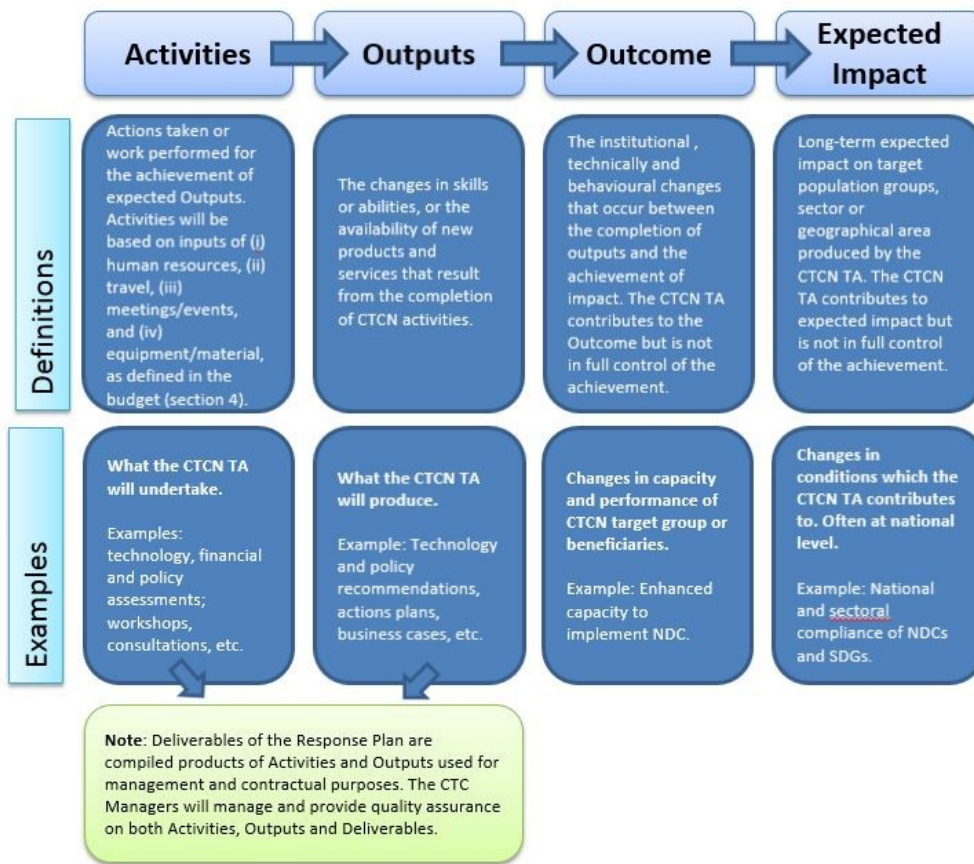 Activities
Outputs
Outcome
Expected
Impact
Definitions
Actions taken or
work performed for
the achievement of
expected Outputs.
Activities will be
based on inputs of (i)
human resources, (ii)
travel, (iii)
meetings/events,
and (iv)
equipment/material,
as defined in the
budget (section 4).
The changes in skills
or abilities, or the
availability of new
products and
services that result
from the completion
of CTCN activities.
The institutional ,
technically and
behavioural changes
that occur between
the completion of
outputs and the
achievement of
impact. The CTCN TA
contributes to the
Outcome but is not
in full control of the
achievement.
Long-term expected
impact on target
population groups,
sector or
geographical area
produced by the
CTCN TA. The CTCN
TA contributes to
expected impact but
is not in full control
of the achievement.
Examples
What the CTCN TA
will undertake.
Examples:
technology, financial
and policy
assessments;
workshops,
consultations, etc.
What the CTCN TA
will produce.
Example: Technology
and policy
recommendations,
actions plans,
business cases, etc.
Changes in capacity
and performance of
CTCN target group or
beneficiaries.
Example: Enhanced
capacity to
implement NDC.
Changes in
conditions which the
CTCN TA contributes
to. Often at national
level.
Example: National
and sectoral
compliance of NDCs
and SDGs.
Note: Deliverables of the Response Plan are
compiled products of Activities and Outputs used for
management and contractual purposes. The CTC
Managers will manage and provide quality assurance
on both Activities, Outputs and Deliverables.